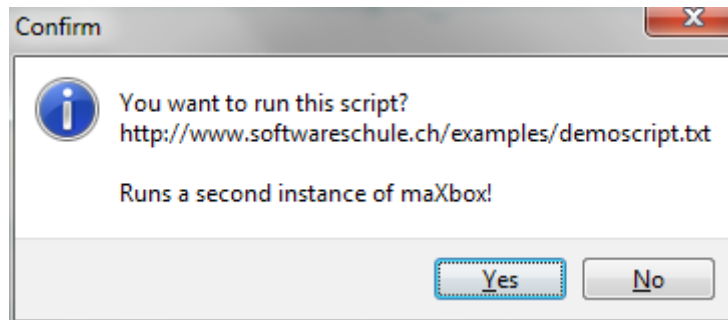 Confirm
You want to run this script?
http://www.softwareschule.ch/examples/demoscript.txt
Runs a second instance of maXbox!
Yes
No